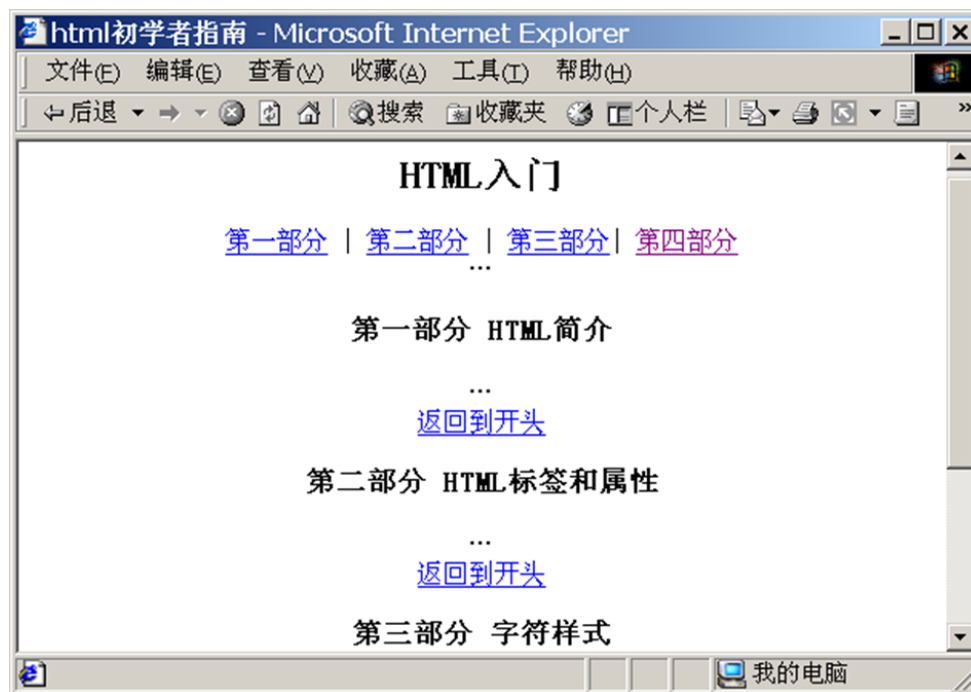 html初学者指南 - Microsoft Internet Explorer
文件(F) 编辑(E) 查看(V) 收藏(A) 工具(T) 帮助(H)
后退 搜索 收藏夹 个人栏 »
HTML入门
第一部分 | 第二部分 | 第三部分| 第四部分
...
第一部分 HTML简介
...
返回到开头
第二部分 HTML标签和属性
...
返回到开头
第三部分 字符样式
我的电脑